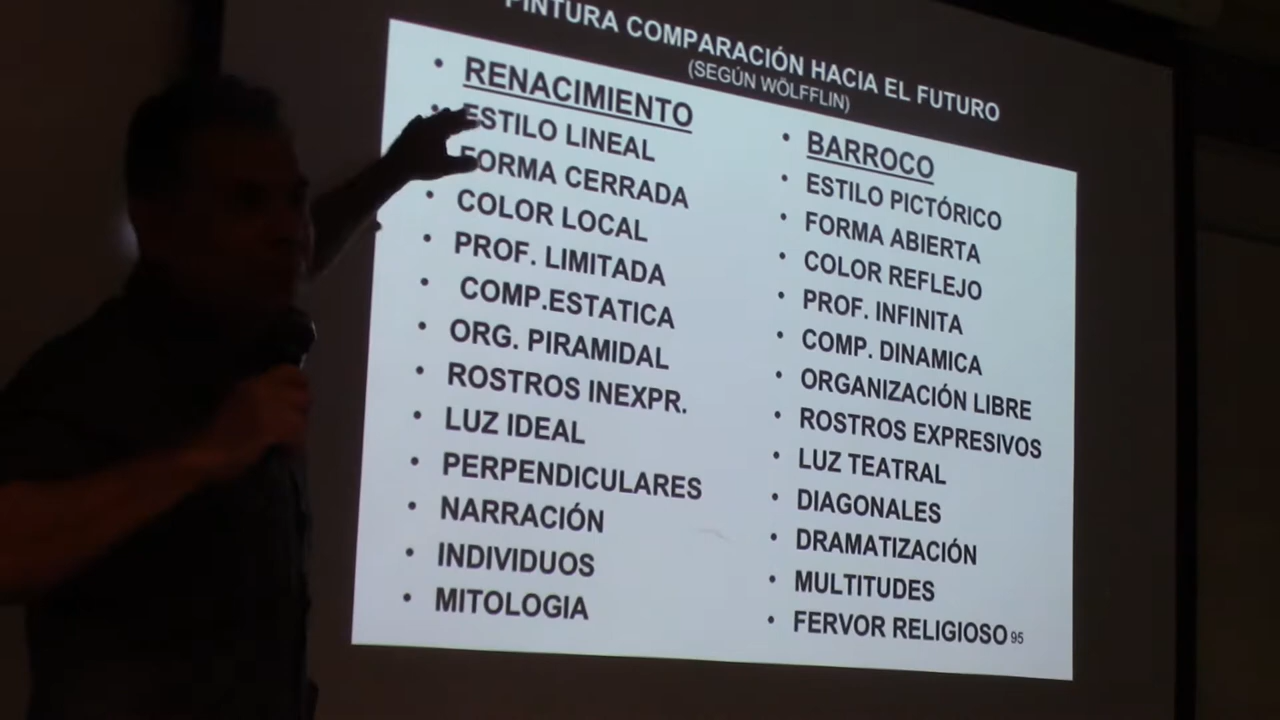 PINTURA COMPARACIÓN HACIA EL FUTURO
(SEGÚN WÖLFFLIN)
RENACIMIENTO
ESTILO LINEAL
FORMA CERRADA
COLOR LOCAL
PROF. LIMITADA
COMP.ESTATICA
ORG. PIRAMIDAL
ROSTROS INEXPR.
LUZ IDEAL
PERPENDICULARES
NARRACIÓN
INDIVIDUOS
MITOLOGIA
BARROCO
ESTILO PICTÓRICO
FORMA ABIERTA
COLOR REFLEJO
PROF. INFINITA
COMP. DINAMICA
ORGANIZACIÓN LIBRE
ROSTROS EXPRESIVOS
LUZ TEATRAL
DIAGONALES
DRAMATIZACIÓN
MULTITUDES
FERVOR RELIGIOSO
95